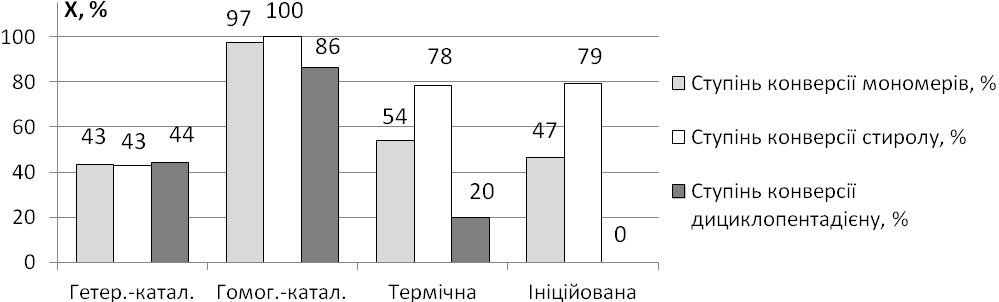 X, %
100
80
60
40
20
0
43
43
44
97
100
86
54
78
20
47
79
0
Гетер.-катал.
Гомог.-катал.
Термічна
Ініційована
Ступінь конверсії мономерів, %
Ступінь конверсії стиролу, %
Ступінь конверсії
дициклопентадієну, %